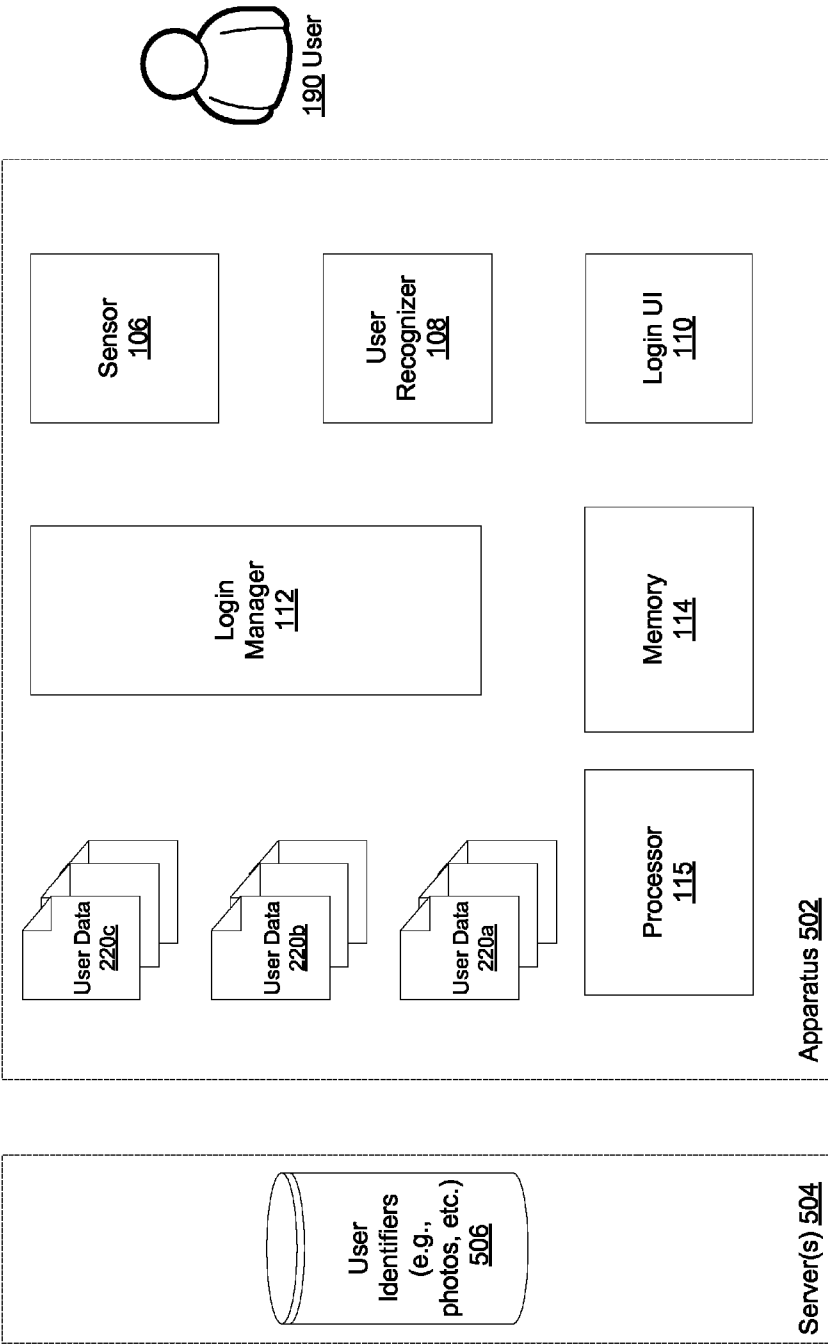 User
Identifiers
(e.g.,
photos, etc.)
506
Server(s) 504
User Data
220c
User Data
220b
User Data
220a
Processor
115
Login
Manager
112
Memory
114
Sensor
106
User
Recognizer
108
Login UI
110
Apparatus 502
190 User